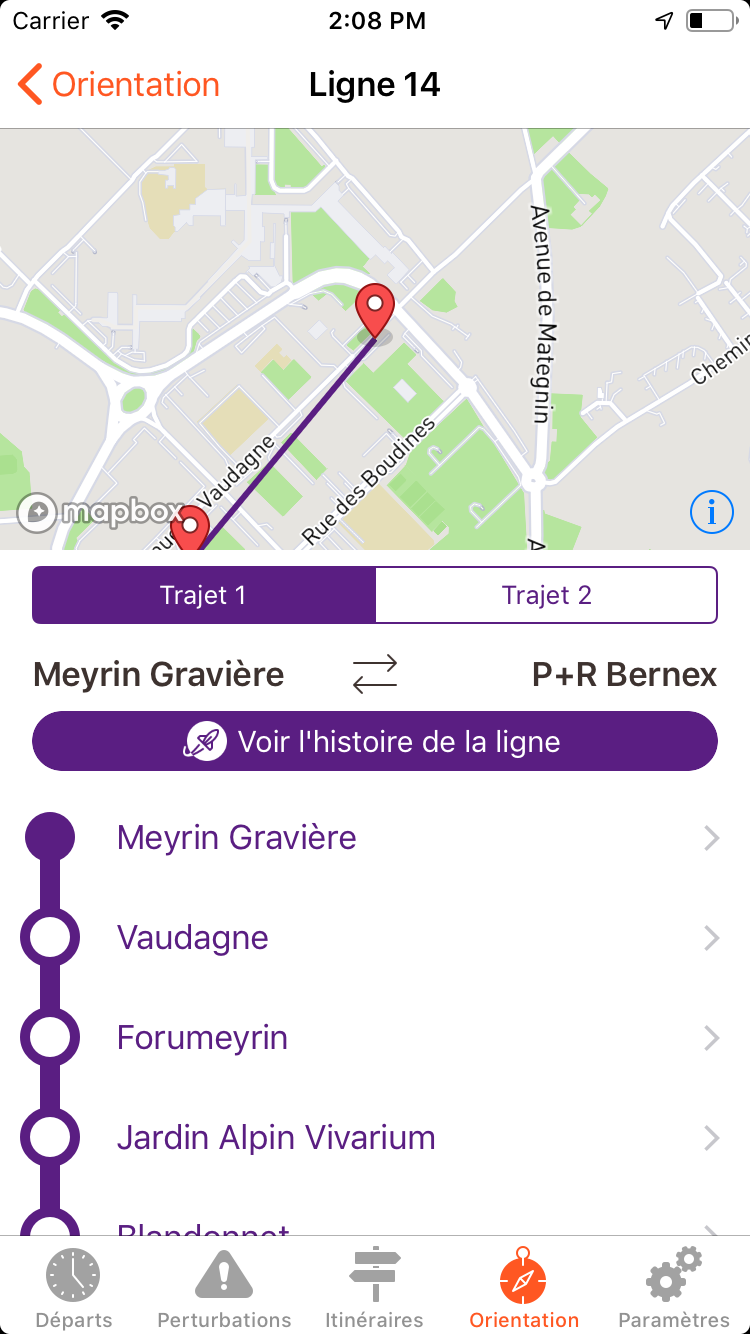 Carrier 2:08 PM
Orientation Ligne 14
Avenue de Mategnin
Chemin
Vaudagne
Rue des Boudines
mapbox
A
i
Trajet 1 Trajet 2
Meyrin Gravière P+R Bernex
Voir l'histoire de la ligne
Meyrin Gravière
Vaudagne
Forumeyrin
Jardin Alpin Vivarium
Blandonnet
Départs Perturbations Itinéraires Orientation Paramètres